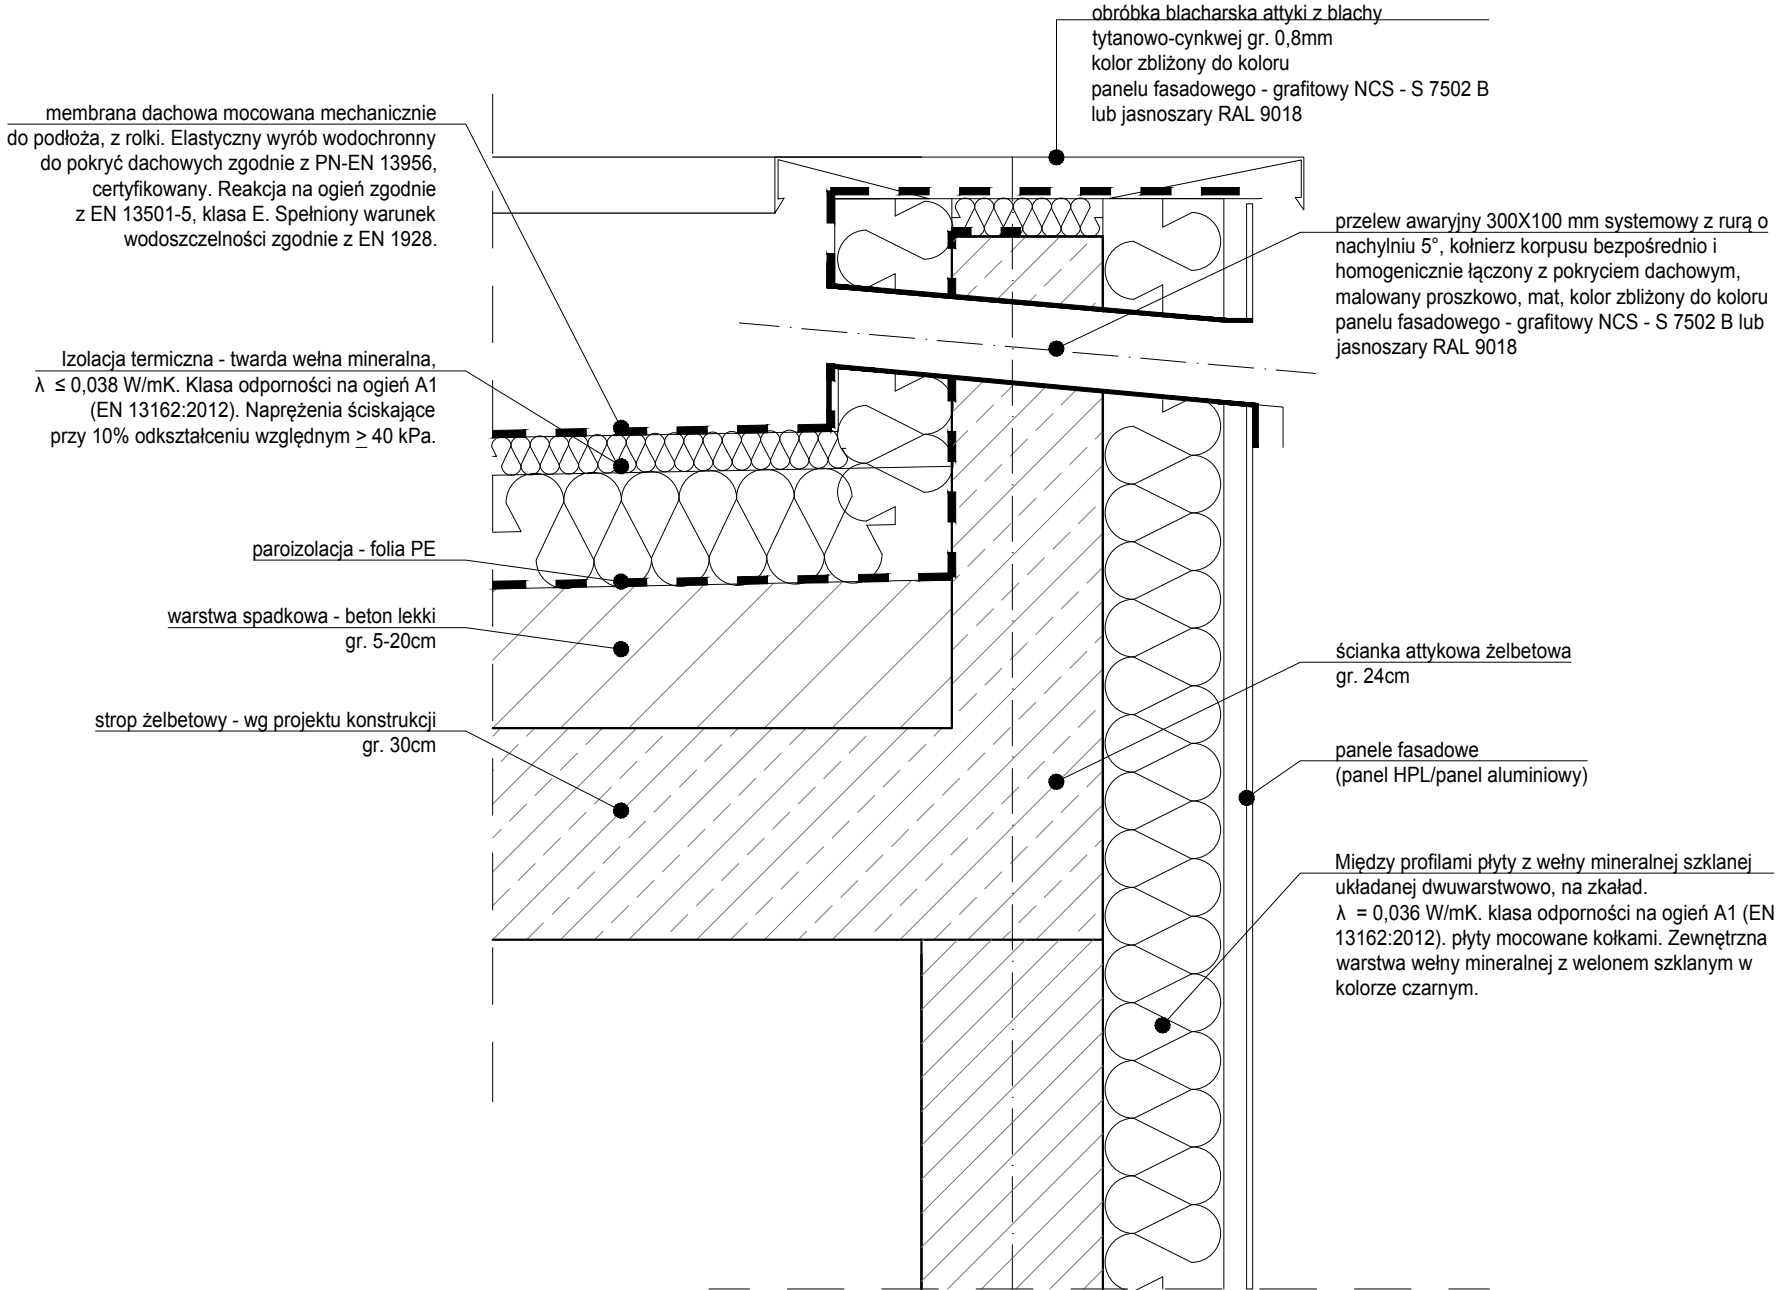 obróbka blacharska attyki z blachy
tytanowo-cynkwej gr. 0,8mm
kolor zbliżony do koloru
panelu fasadowego - grafitowy NCS - S 7502 B
lub jasnoszary RAL 9018
membrana dachowa mocowana mechanicznie
do podłoża, z rolki. Elastyczny wyrób wodochronny
do pokryć dachowych zgodnie z PN-EN 13956,
certyfikowany. Reakcja na ogień zgodnie
z EN 13501-5, klasa E. Spełniony warunek
wodoszczelności zgodnie z EN 1928.
przelew awaryjny 300X100 mm systemowy z rurą o
nachylniu 5°, kołnierz korpusu bezpośrednio i
homogenicznie łączony z pokryciem dachowym,
malowany proszkowo, mat, kolor zbliżony do koloru
panelu fasadowego - grafitowy NCS - S 7502 B lub
jasnoszary RAL 9018
Izolacja termiczna - twarda wełna mineralna,
λ ≤ 0,038 W/mK. Klasa odporności na ogień A1
(EN 13162:2012). Naprężenia ściskające
przy 10% odkształceniu względnym ≥ 40 kPa.
paroizolacja - folia PE
warstwa spadkowa - beton lekki
gr. 5-20cm
strop żelbetowy - wg projektu konstrukcji
gr. 30cm
ścianka attykowa żelbetowa
gr. 24cm
panele fasadowe
(panel HPL/panel aluminiowy)
Między profilami płyty z wełny mineralnej szklanej
układanej dwuwarstwowo, na zkaład.
λ = 0,036 W/mK. klasa odporności na ogień A1 (EN
13162:2012). płyty mocowane kołkami. Zewnętrzna
warstwa wełny mineralnej z welonem szklanym w
kolorze czarnym.